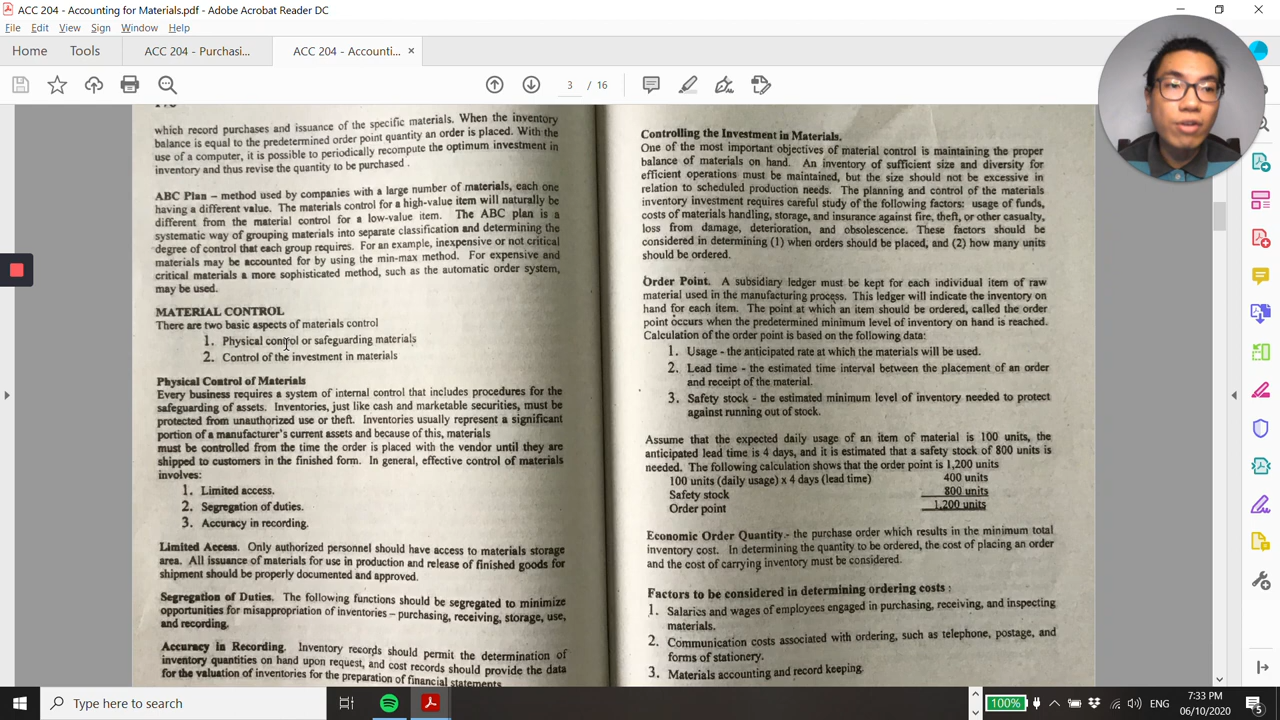 ACC 204 - Accounting for Materials.pdf - Adobe Acrobat Reader DC
File Edit View Sign Window Help
Home Tools ACC 204 - Purchasi... ACC 204 - Accounti... ×
3 / 16
which record purchases and issuance of the specific materials. When the inventory
balance is equal to the predetermined order point quantity an order is placed. With the
use of a computer, it is possible to periodically recompute the optimum investment in
inventory and thus revise the quantity to be purchased .
ABC Plan – method used by companies with a large number of materials, each one
having a different value. The materials control for a high-value item will naturally be
different from the material control for a low-value item. The ABC plan is a
systematic way of grouping materials into separate classification and determining the
degree of control that each group requires. For an example, inexpensive or not critical
materials may be accounted for by using the min-max method. For expensive and
critical materials a more sophisticated method, such as the automatic order system,
may be used.
MATERIAL CONTROL
There are two basic aspects of materials control
1. Physical control or safeguarding materials
2. Control of the investment in materials
Physical Control of Materials
Every business requires a system of internal control that includes procedures for the
safeguarding of assets. Inventories, just like cash and marketable securities, must be
protected from unauthorized use or theft. Inventories usually represent a significant
portion of a manufacturer's current assets and because of this, materials
must be controlled from the time the order is placed with the vendor until they are
shipped to customers in the finished form. In general, effective control of materials
involves:
1. Limited access.
2. Segregation of duties.
3. Accuracy in recording.
Limited Access. Only authorized personnel should have access to materials storage
area. All issuance of materials for use in production and release of finished goods for
shipment should be properly documented and approved.
Segregation of Duties. The following functions should be segregated to minimize
opportunities for misappropriation of inventories – purchasing, receiving, storage, use,
and recording.
Accuracy in Recording. Inventory records should permit the determination of
inventory quantities on hand upon request, and cost records should provide the data
for the valuation of inventories for the preparation of financial statements
Controlling the Investment in Materials.
One of the most important objectives of material control is maintaining the proper
balance of materials on hand. An inventory of sufficient size and diversity for
efficient operations must be maintained, but the size should not be excessive in
relation to scheduled production needs. The planning and control of the materials
inventory investment requires careful study of the following factors: usage of funds,
costs of materials handling, storage, and insurance against fire, theft, or other casualty,
loss from damage, deterioration, and obsolescence. These factors should be
considered in determining (1) when orders should be placed, and (2) how many units
should be ordered.
Order Point. A subsidiary ledger must be kept for each individual item of raw
material used in the manufacturing process. This ledger will indicate the inventory on
hand for each item. The point at which an item should be ordered, called the order
point occurs when the predetermined minimum level of inventory on hand is reached.
Calculation of the order point is based on the following data:
1. Usage - the anticipated rate at which the materials will be used.
2. Lead time - the estimated time interval between the placement of an order
and receipt of the material.
3. Safety stock - the estimated minimum level of inventory needed to protect
against running out of stock.
Assume that the expected daily usage of an item of material is 100 units, the
anticipated lead time is 4 days, and it is estimated that a safety stock of 800 units is
needed. The following calculation shows that the order point is 1,200 units
100 units (daily usage) x 4 days (lead time) 400 units
Safety stock 800 units
Order point 1,200 units
Economic Order Quantity.- the purchase order which results in the minimum total
inventory cost. In determining the quantity to be ordered, the cost of placing an order
and the cost of carrying inventory must be considered.
Factors to be considered in determining ordering costs :
1. Salaries and wages of employees engaged in purchasing, receiving, and inspecting
materials.
2. Communication costs associated with ordering, such as telephone, postage, and
forms of stationery.
3. Materials accounting and record keeping.
Type here to search
100%
ENG
7:33 PM
06/10/2020
5